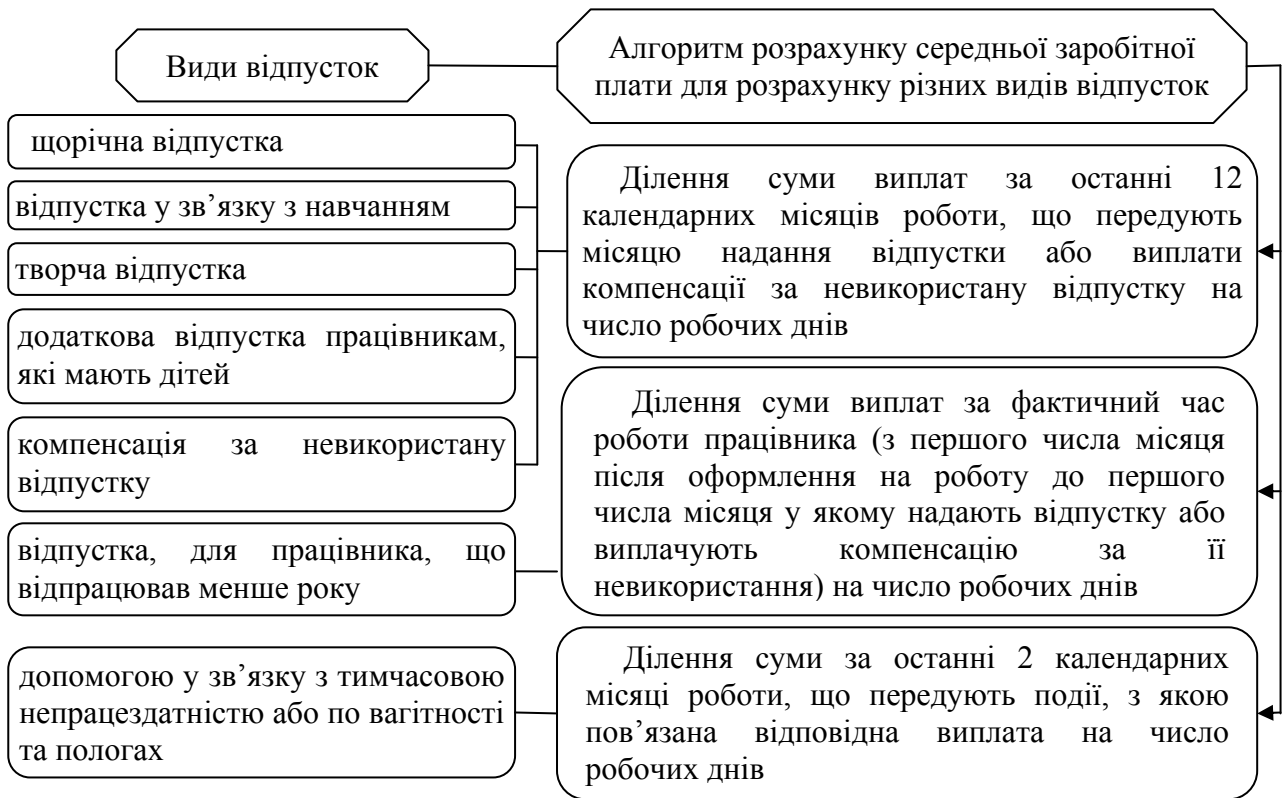 Види відпусток
Алгоритм розрахунку середньої заробітної
плати для розрахунку різних видів відпусток
щорічна відпустка
відпустка у зв’язку з навчанням
творча відпустка
додаткова відпустка працівникам,
які мають дітей
компенсація за невикористану
відпустку
Ділення суми виплат за останні 12
календарних місяців роботи, що передують
місяцю надання відпустки або виплати
компенсації за невикористану відпустку на
число робочих днів
відпустка, для працівника, що
відпрацював менше року
Ділення суми виплат за фактичний час
роботи працівника (з першого числа місяця
після оформлення на роботу до першого
числа місяця у якому надають відпустку або
виплачують компенсацію за її
невикористання) на число робочих днів
допомогою у зв’язку з тимчасовою
непрацездатністю або по вагітності
та пологах
Ділення суми за останні 2 календарних
місяці роботи, що передують події, з якою
пов’язана відповідна виплата на число
робочих днів